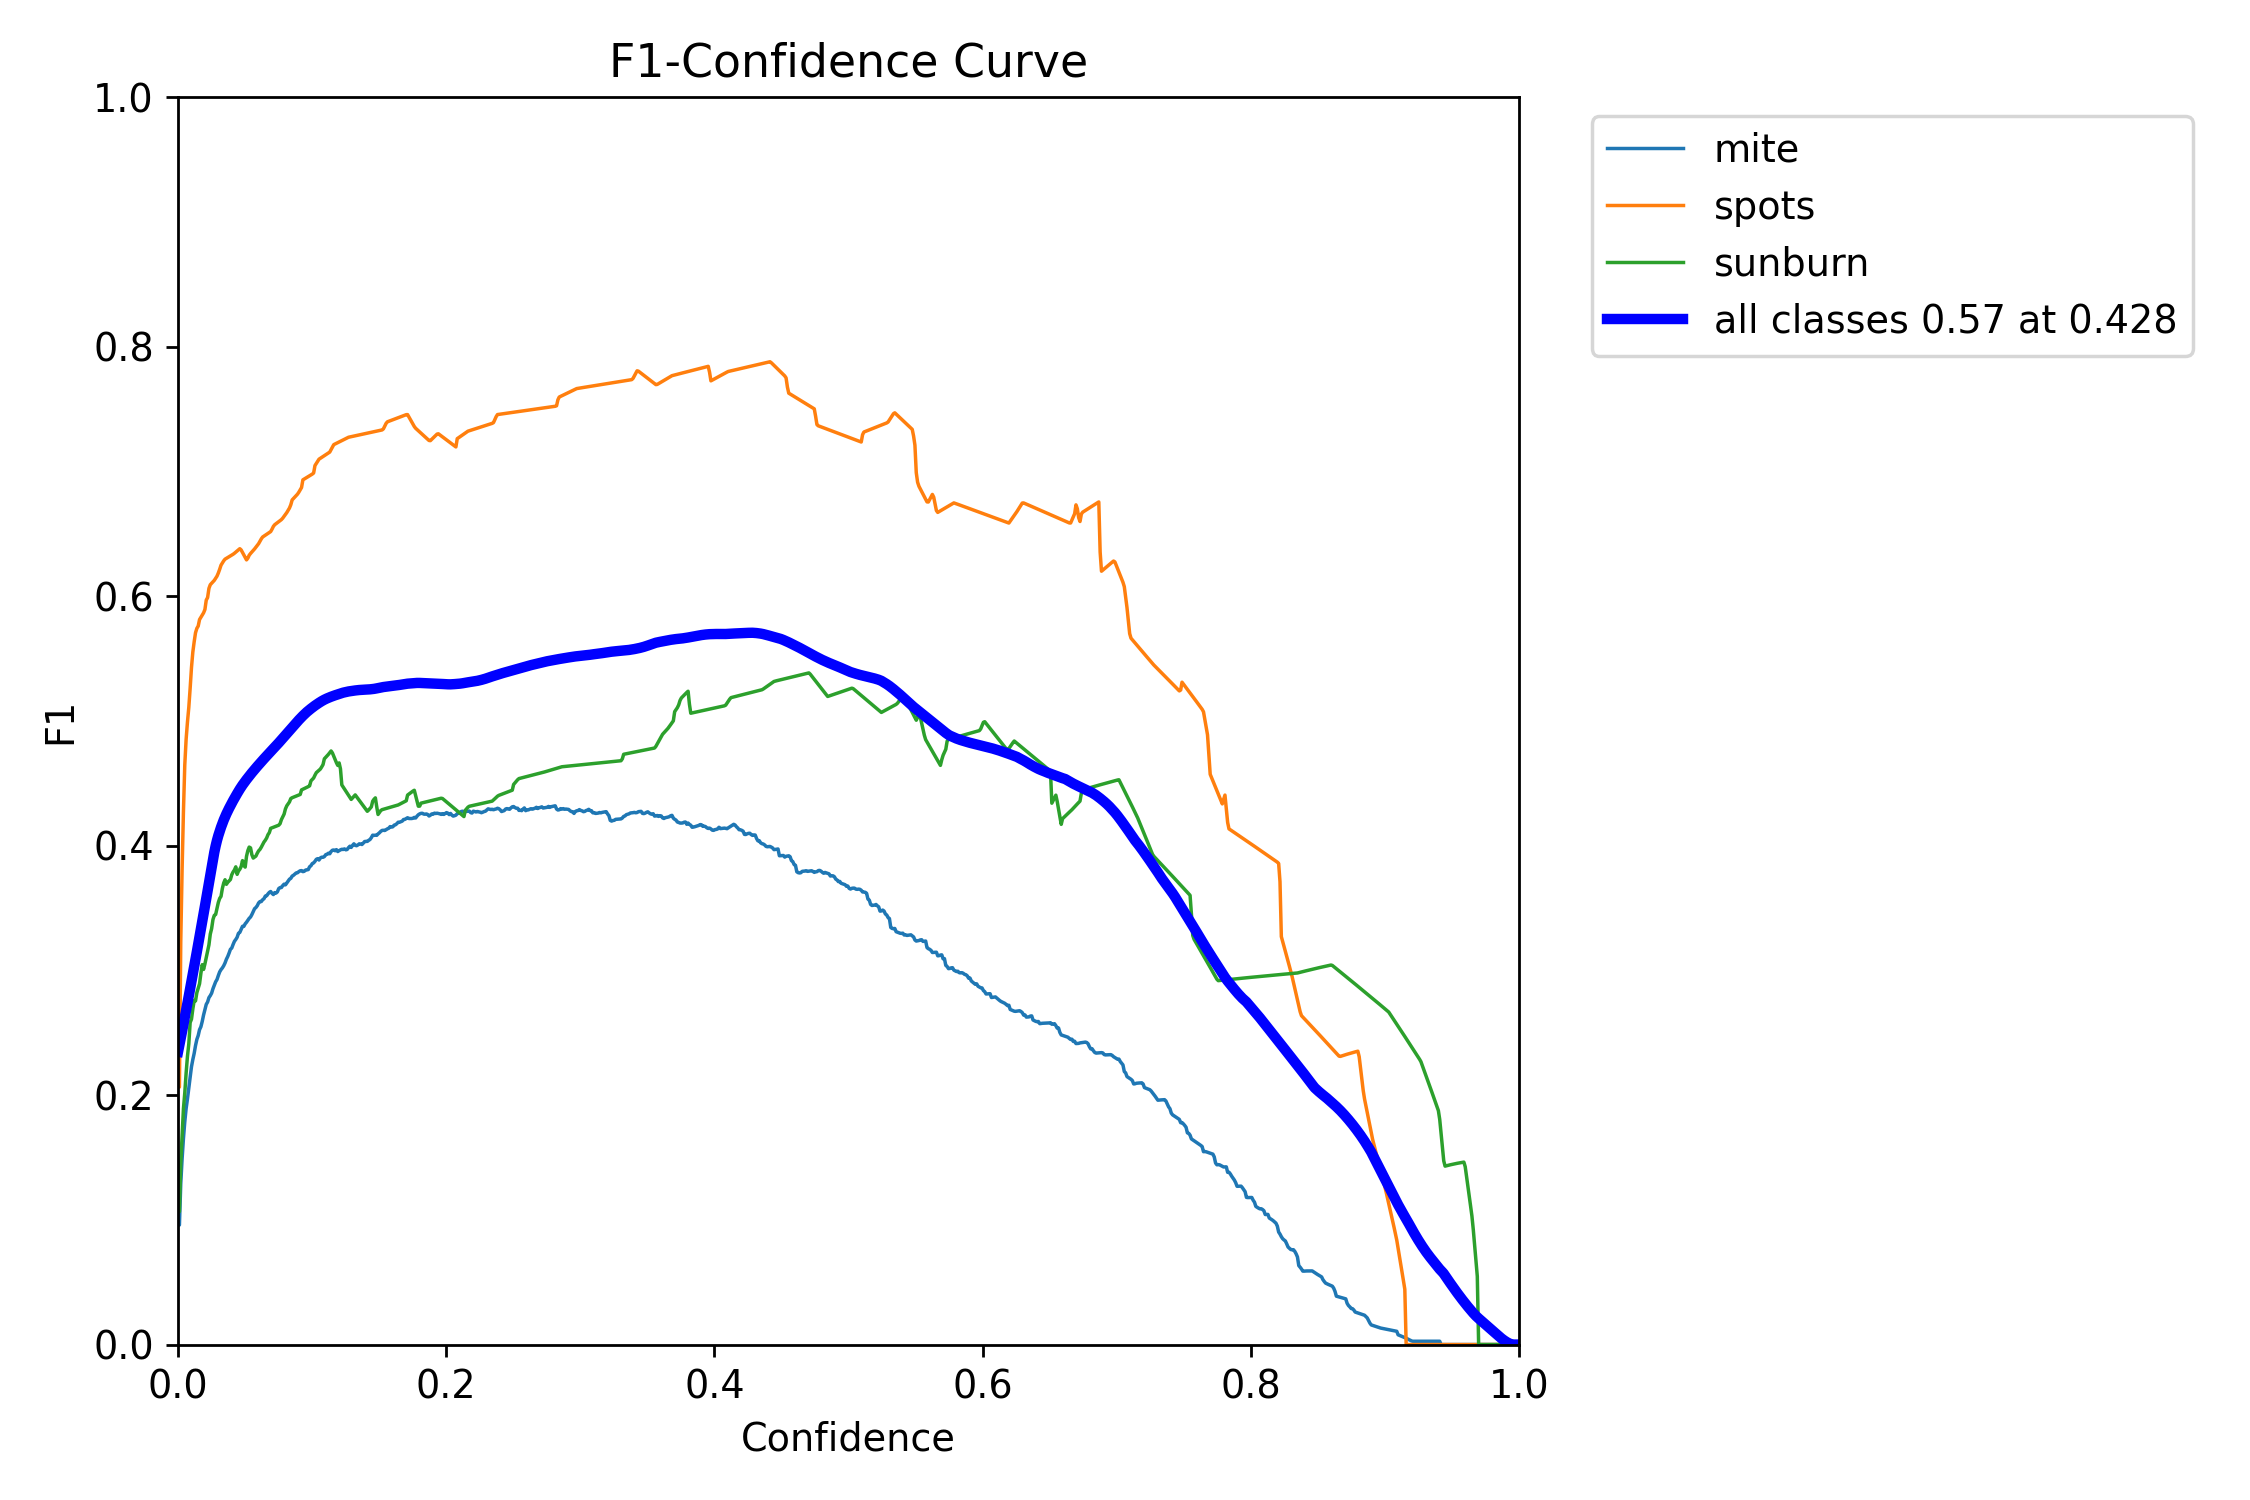 F1-Confidence Curve
1.0
0.8
0.6
0.4
0.2
0.0
F1
0.0 0.2 0.4 0.6 0.8 1.0
Confidence
mite
spots
sunburn
all classes 0.57 at 0.428